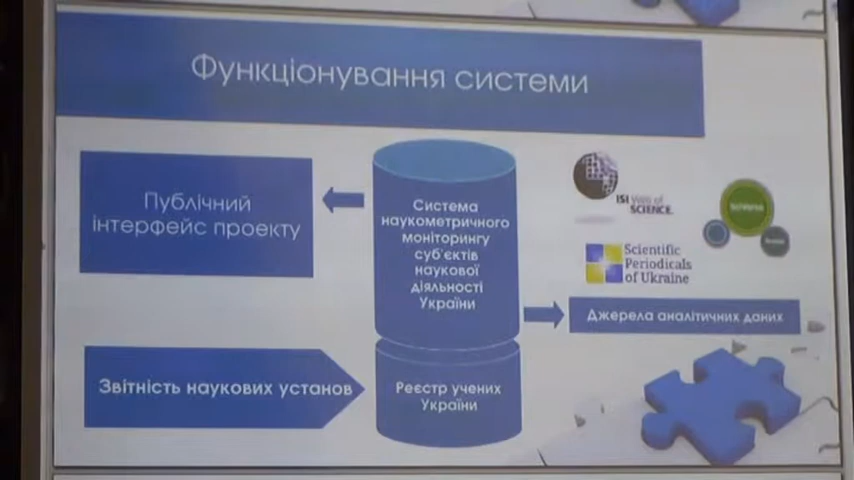 Функціонування системи
Публічний
інтерфейс проекту
Система
наукометричного
моніторингу
суб'єктів
наукової
діяльності
України
ISI Web of
SCIENCE.
Scientific
Periodicals
of Ukraine
Джерела аналітичних даних
Звітність наукових установ
Реєстр учених
України